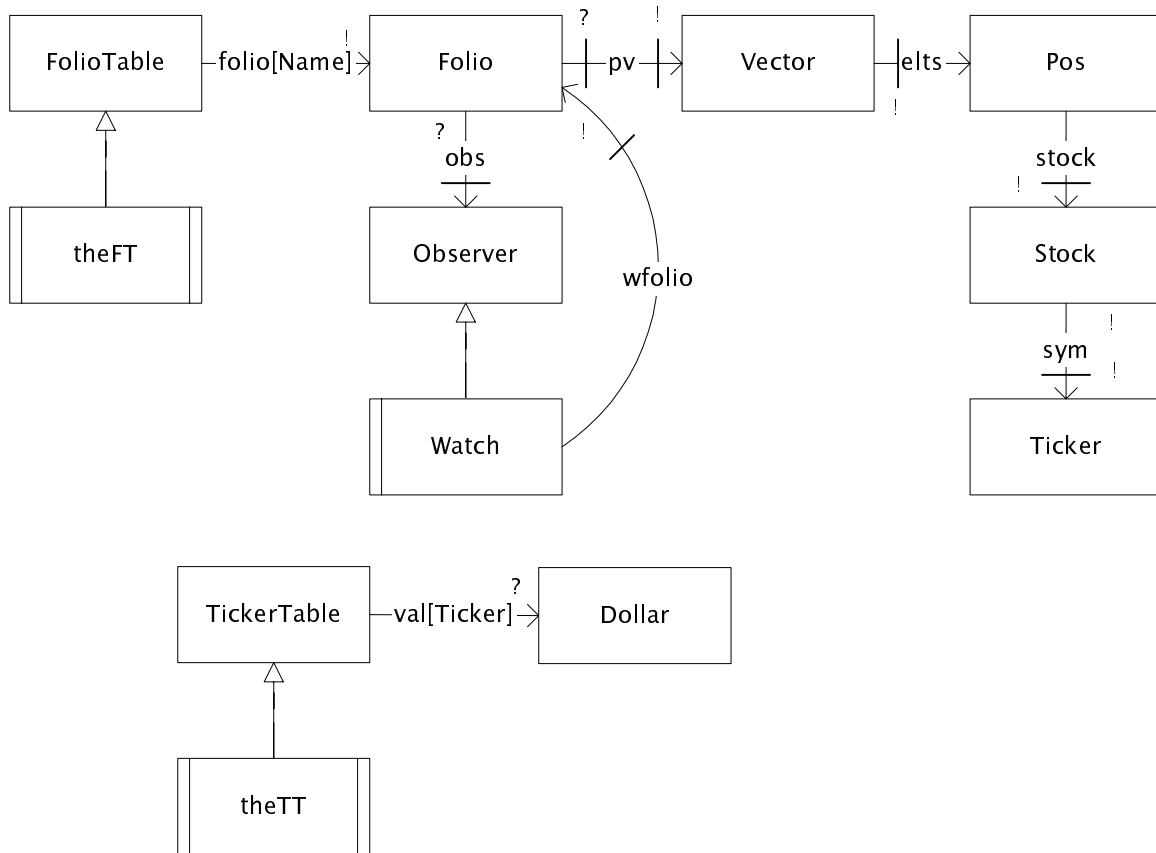 ? !
!
FolioTable folio[Name] Folio pv Vector elts Pos
!
? !
obs stock
!
theFT Observer Stock
wfolio
!
sym
!
Watch Ticker
?
TickerTable val[Ticker] Dollar
theTT